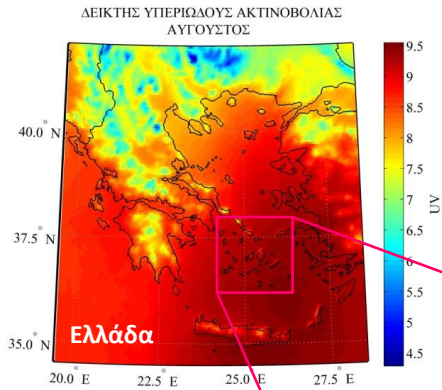 ΔΕΙΚΤΗΣ ΥΠΕΡΙΩΔΟΥΣ ΑΚΤΙΝΟΒΟΛΙΑΣ
ΑΥΓΟΥΣΤΟΣ
40.0° N
37.5° N
35.0° N
20.0° E
22.5° E
25.0° E
27.5° E
Ελλάδα
9.5
9
8.5
8
7.5
7
6.5
6
5.5
5
4.5
UV